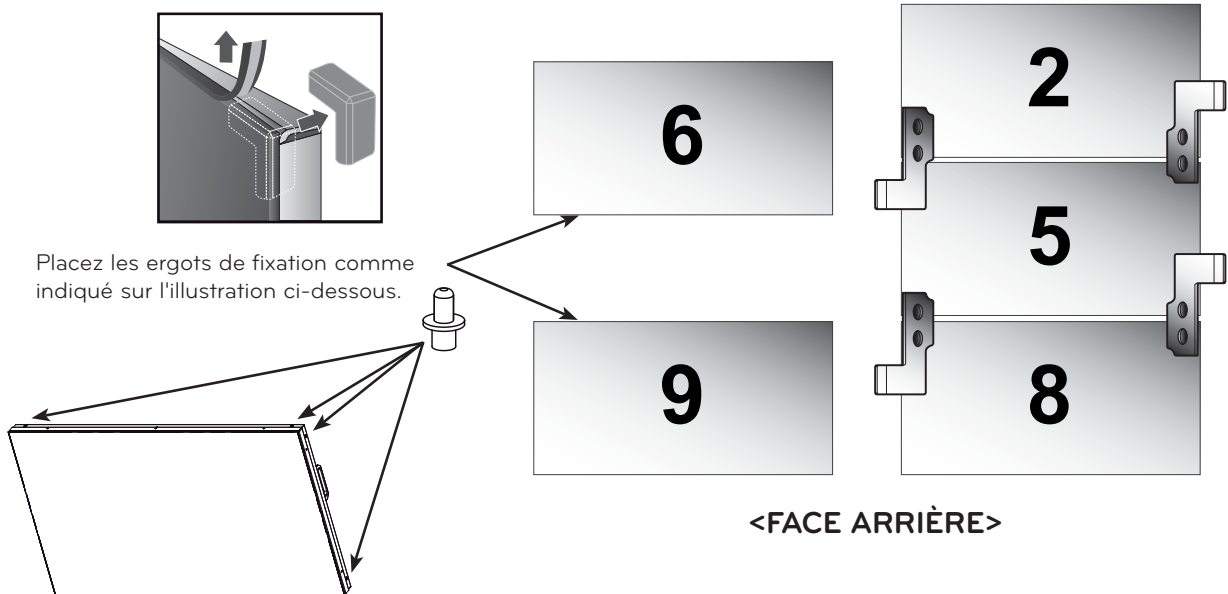 Placez les ergots de fixation comme
indiqué sur l'illustration ci-dessous.
6
9
2
5
8
<FACE ARRIÈRE>